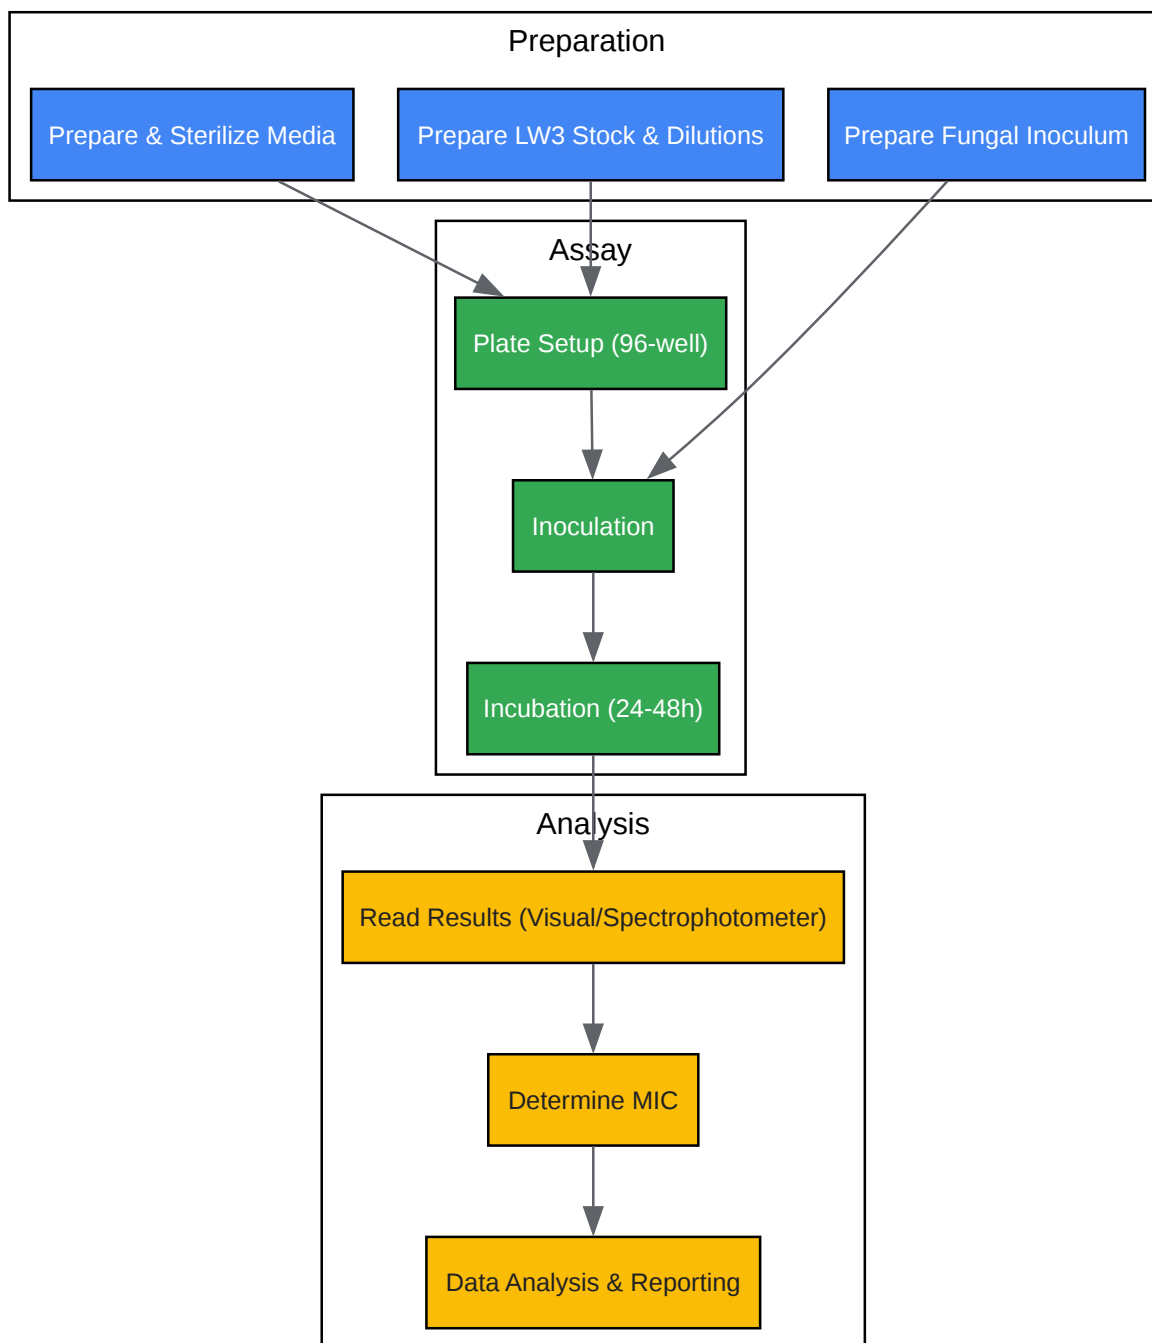 Preparation
Prepare & Sterilize Media
Prepare LW3 Stock & Dilutions
Prepare Fungal Inoculum
Assay
Plate Setup (96-well)
Inoculation
Incubation (24-48h)
Analysis
Read Results (Visual/Spectrophotometer)
Determine MIC
Data Analysis & Reporting